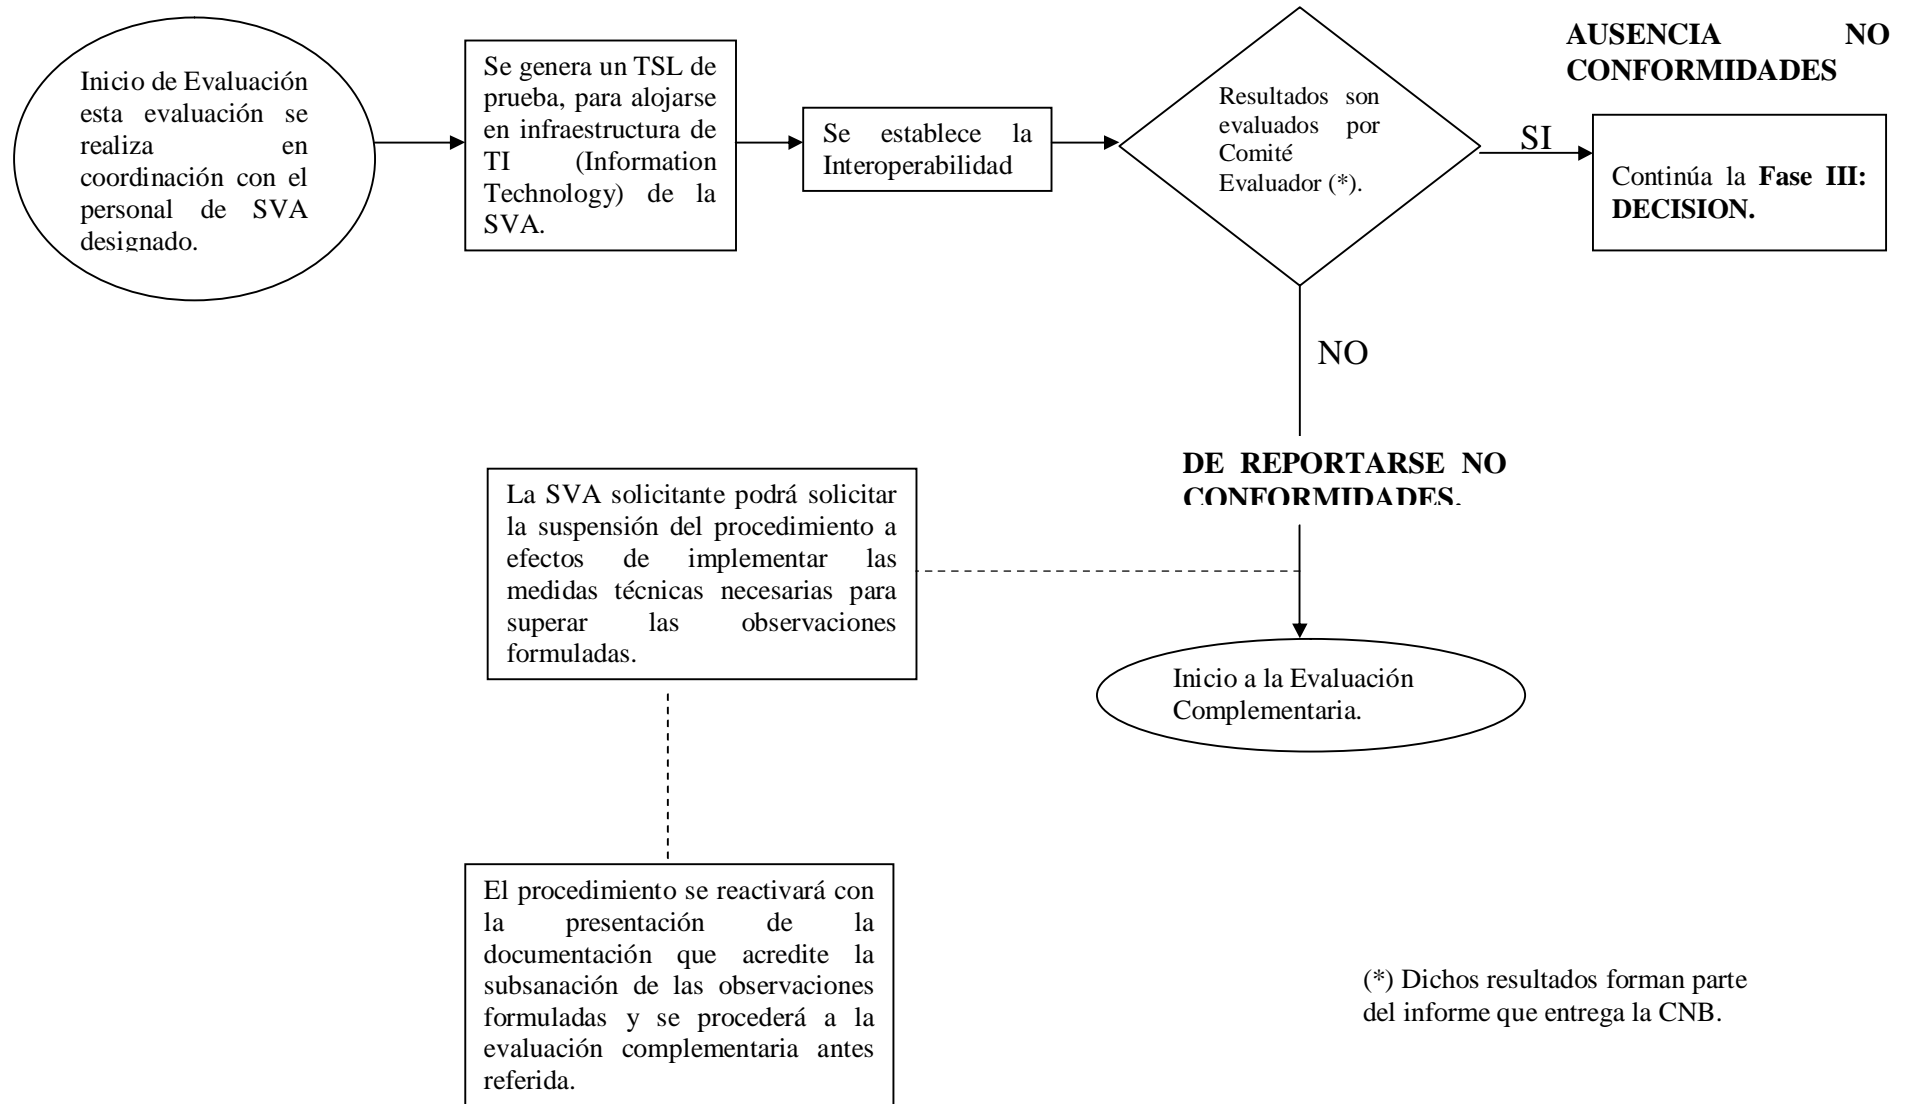 Inicio de Evaluación
esta evaluación se
realiza en
coordinación con el
personal de SVA
designado.
Se genera un TSL de
prueba, para alojarse
en infraestructura de
TI (Information
Technology) de la
SVA.
Se establece la
Interoperabilidad
Resultados son
evaluados por
Comité
Evaluador (*).
SI
AUSENCIA NO
CONFORMIDADES
Continúa la Fase III:
DECISION.
NO
DE REPORTARSE NO
CONFORMIDADES.
La SVA solicitante podrá solicitar
la suspensión del procedimiento a
efectos de implementar las
medidas técnicas necesarias para
superar las observaciones
formuladas.
Inicio a la Evaluación
Complementaria.
El procedimiento se reactivará con
la presentación de la
documentación que acredite la
subsanación de las observaciones
formuladas y se procederá a la
evaluación complementaria antes
referida.
(*) Dichos resultados forman parte
del informe que entrega la CNB.